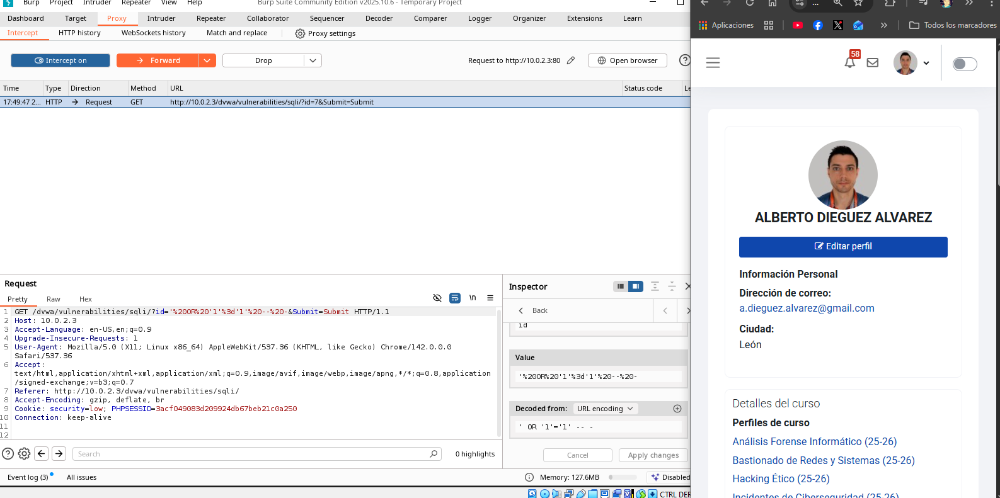 Burp Project Intruder Repeater View Help Burp Suite Community Edition v2025.10.6 - Temporary Project
Dashboard Target Proxy Intruder Repeater Collaborator Sequencer Decoder Comparer Logger Organizer Extensions Learn
Intercept HTTP history WebSockets history Match and replace Proxy settings
Intercept on Forward Drop Request to http://10.0.2.3:80 Open browser
Time Type Direction Method URL Status code Le
17:49:47 2... HTTP Request GET http://10.0.2.3/dvwa/vulnerabilities/sqli/?id=7&Submit=Submit
Request
Pretty Raw Hex \n
1 GET /dvwa/vulnerabilities/sqli/?id='%20OR%20'1'%3d'1'%20--%20-&Submit=Submit HTTP/1.1
2 Host: 10.0.2.3
3 Accept-Language: en-US,en;q=0.9
4 Upgrade-Insecure-Requests: 1
5 User-Agent: Mozilla/5.0 (X11; Linux x86_64) AppleWebKit/537.36 (KHTML, like Gecko) Chrome/142.0.0.0
Safari/537.36
6 Accept:
text/html,application/xhtml+xml,application/xml;q=0.9,image/avif,image/webp,image/apng,*/*;q=0.8,application
/signed-exchange;v=b3;q=0.7
7 Referer: http://10.0.2.3/dvwa/vulnerabilities/sqli/
8 Accept-Encoding: gzip, deflate, br
9 Cookie: security=low; PHPSESSID=3acf049083d209924db67beb21c0a250
10 Connection: keep-alive
11
12
Search 0 highlights
Inspector
Back
id
Value
'%20OR%20'1'%3d'1'%20--%20-
Decoded from: URL encoding
' OR '1'='1' -- -
Cancel Apply changes
Event log (3) All issues Memory: 127.6MB Disabled
CTRL DER
...
Aplicaciones Todos los marcadores
58
ALBERTO DIEGUEZ ALVAREZ
Editar perfil
Información Personal
Dirección de correo:
a.dieguez.alvarez@gmail.com
Ciudad:
León
Detalles del curso
Perfiles de curso
Análisis Forense Informático (25-26)
Bastionado de Redes y Sistemas (25-26)
Hacking Ético (25-26)
Incidentes de Ciberseguridad (25-26)